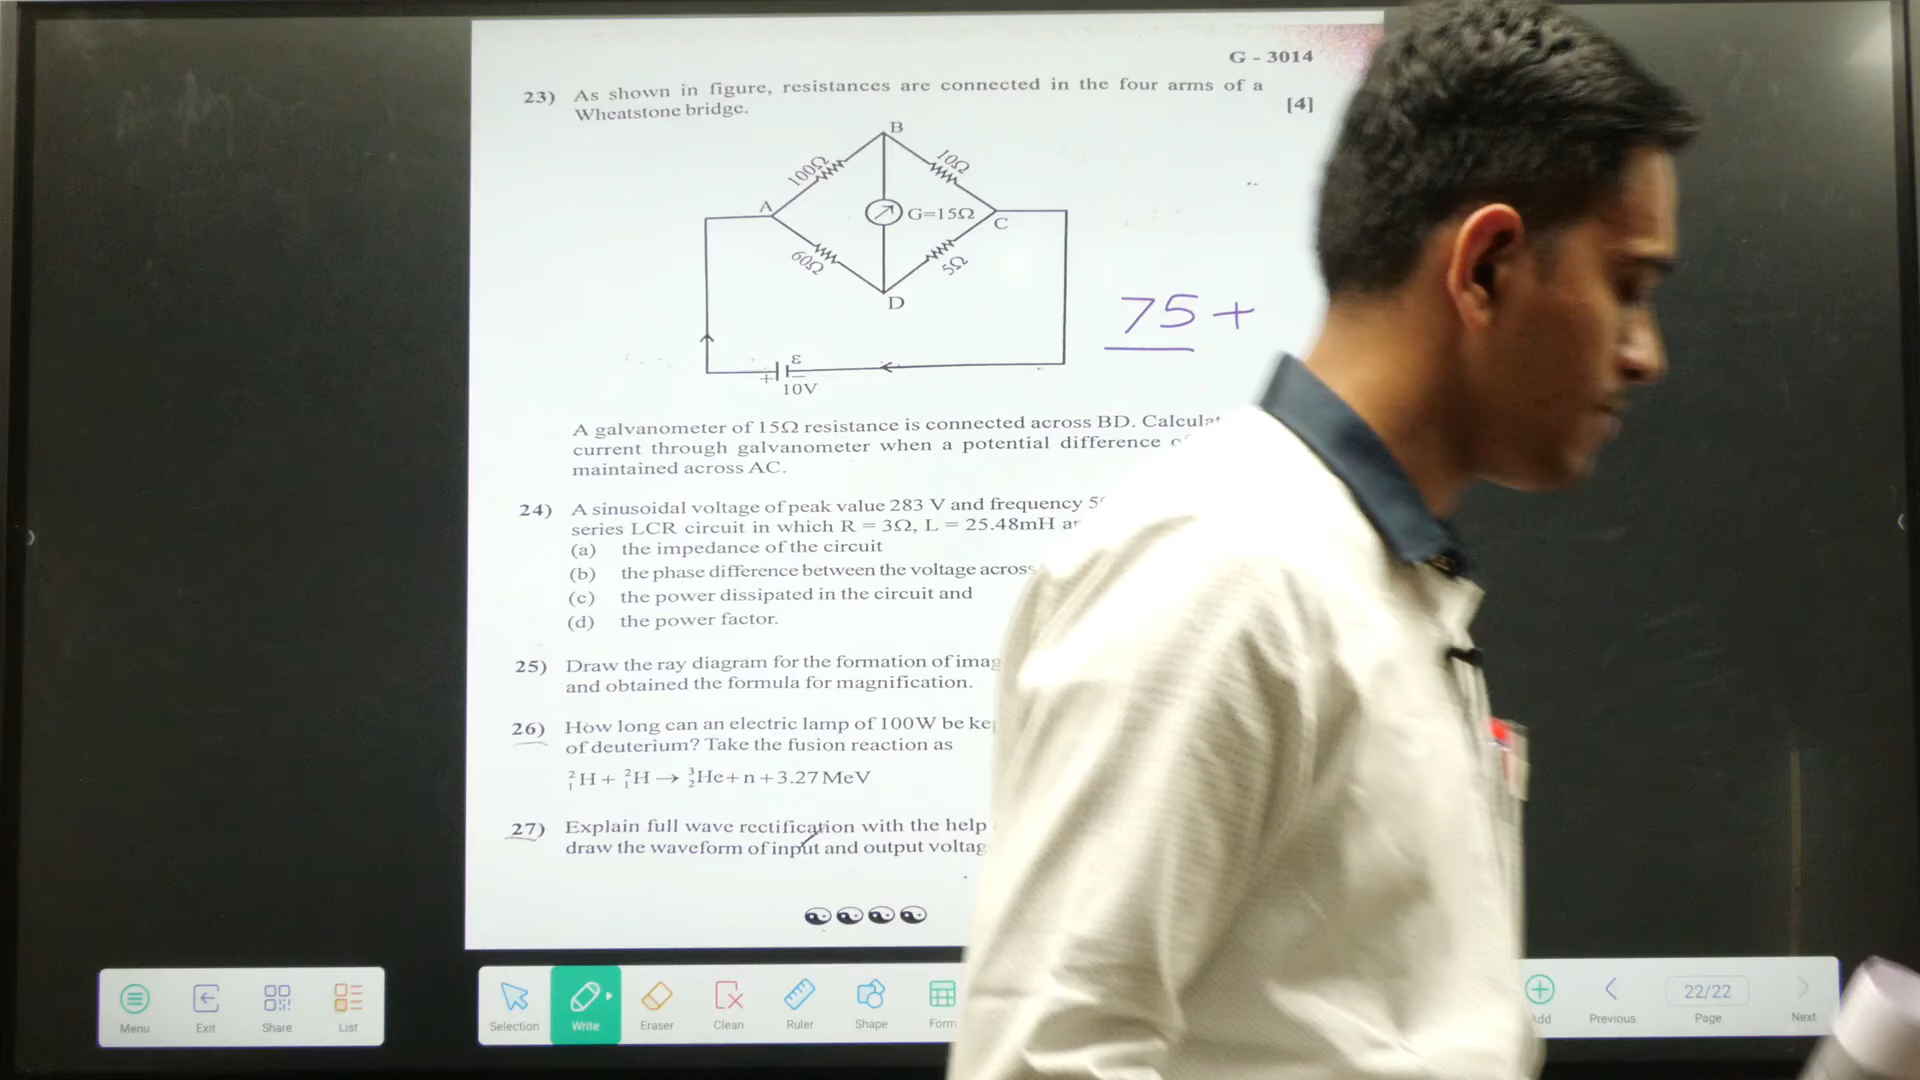 G - 3014
23) As shown in figure, resistances are connected in the four arms of a
Wheatstone bridge. [4]
B
100Ω
10Ω
A
G=15Ω
C
60Ω
5Ω
D
75 +
ε
+ −
10V
A galvanometer of 15Ω resistance is connected across BD.
current through galvanometer when a potential difference
maintained across AC.
24) A sinusoidal voltage of peak value 283 V and frequency
series LCR circuit in which R = 3Ω, L = 25.48mH
(a) the impedance of the circuit
(b) the phase difference between the voltage across
(c) the power dissipated in the circuit and
(d) the power factor.
25) Draw the ray diagram for the formation of
and obtained the formula for magnification.
26) How long can an electric lamp of 100W be
of deuterium? Take the fusion reaction as
²₁H + ²₁H → ³₂He + n + 3.27 MeV
27) Explain full wave rectification with the help
draw the waveform of input and output
Menu
Exit
Share
List
Selection
Write
Eraser
Clean
Ruler
Shape
Previous
22/22
Page
Next